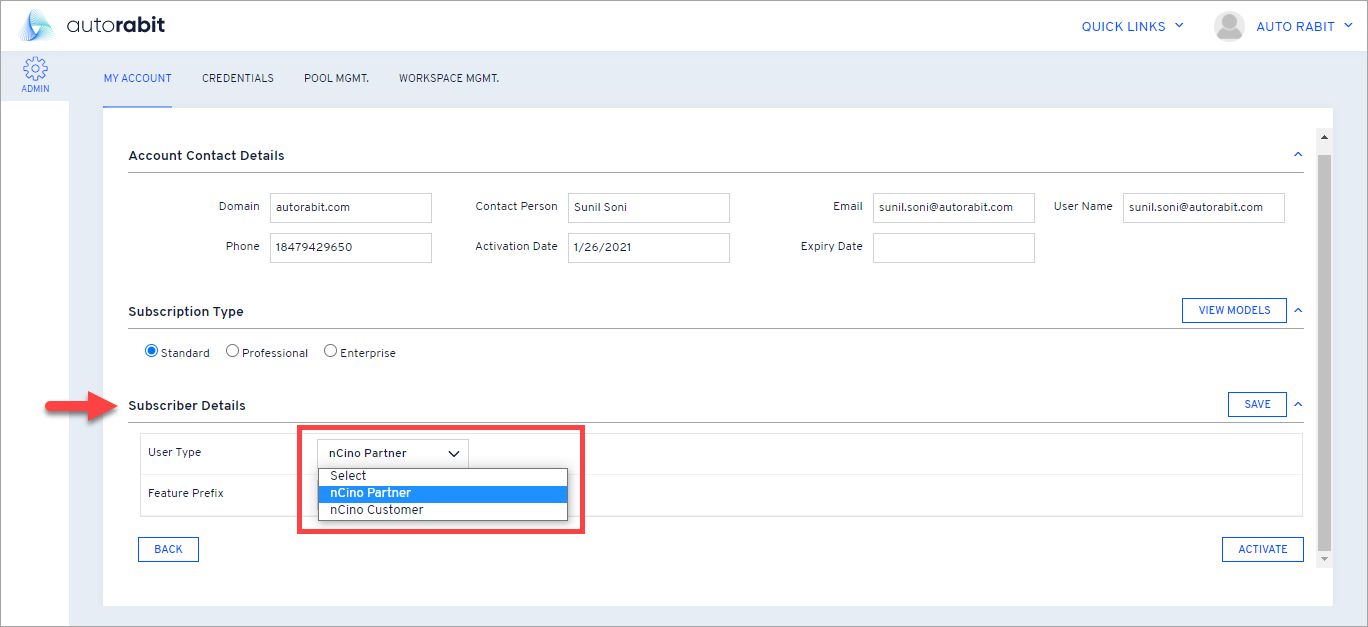 autorabit
QUICK LINKS
AUTO RABIT
ADMIN
MY ACCOUNT
CREDENTIALS
POOL MGMT.
WORKSPACE MGMT.
Account Contact Details
Domain autorabit.com Contact Person Sunil Soni Email sunil.soni@autorabit.com User Name sunil.soni@autorabit.com
Phone 18479429650 Activation Date 1/26/2021 Expiry Date
Subscription Type
VIEW MODELS
Standard Professional Enterprise
Subscriber Details
SAVE
User Type nCino Partner
Select
nCino Partner
Feature Prefix
nCino Customer
BACK
ACTIVATE